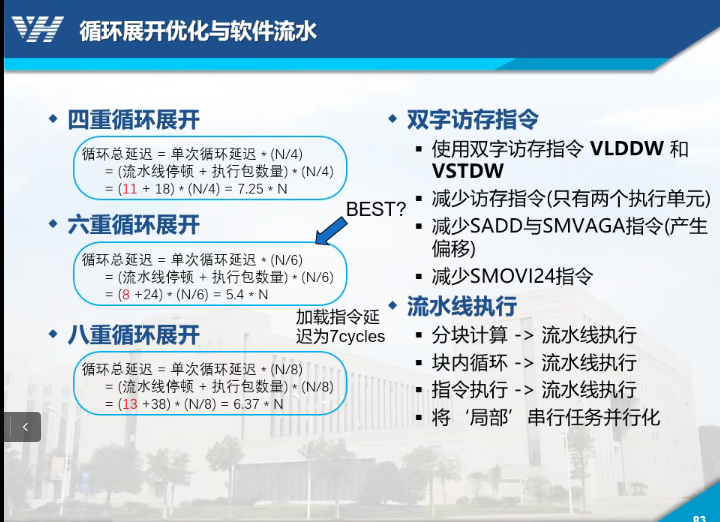 循环展开优化与软件流水
四重循环展开
循环总延迟 = 单次循环延迟 * (N/4)
= (流水线停顿 + 执行包数量) * (N/4)
= (11 + 18) * (N/4) = 7.25 * N
BEST?
六重循环展开
循环总延迟 = 单次循环延迟 * (N/6)
= (流水线停顿 + 执行包数量) * (N/6)
= (8 +24) * (N/6) = 5.4 * N
加载指令延
迟为7cycles
八重循环展开
循环总延迟 = 单次循环延迟 * (N/8)
= (流水线停顿 + 执行包数量) * (N/8)
= (13 +38) * (N/8) = 6.37 * N
双字访存指令
使用双字访存指令 VLDDW 和
VSTDW
减少访存指令(只有两个执行单元)
减少SADD与SMVAGA指令(产生
偏移)
减少SMOVI24指令
流水线执行
分块计算 -> 流水线执行
块内循环 -> 流水线执行
指令执行 -> 流水线执行
将‘局部’串行任务并行化
83